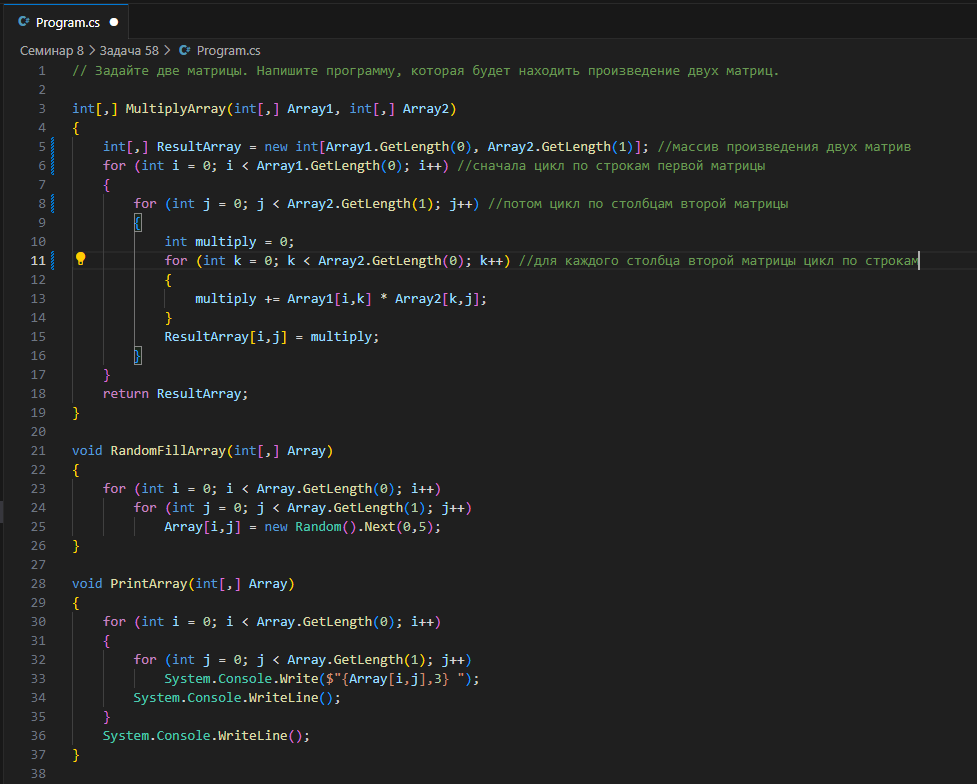 Program.cs
Семинар 8 > Задача 58 > Program.cs
1 // Задайте две матрицы. Напишите программу, которая будет находить произведение двух матриц.
2
3 int[,] MultiplyArray(int[,] Array1, int[,] Array2)
4 {
5 int[,] ResultArray = new int[Array1.GetLength(0), Array2.GetLength(1)]; //массив произведения двух матрив
6 for (int i = 0; i < Array1.GetLength(0); i++) //сначала цикл по строкам первой матрицы
7 {
8 for (int j = 0; j < Array2.GetLength(1); j++) //потом цикл по столбцам второй матрицы
9 {
10 int multiply = 0;
11 for (int k = 0; k < Array2.GetLength(0); k++) //для каждого столбца второй матрицы цикл по строкам
12 {
13 multiply += Array1[i,k] * Array2[k,j];
14 }
15 ResultArray[i,j] = multiply;
16 }
17 }
18 return ResultArray;
19 }
20
21 void RandomFillArray(int[,] Array)
22 {
23 for (int i = 0; i < Array.GetLength(0); i++)
24 for (int j = 0; j < Array.GetLength(1); j++)
25 Array[i,j] = new Random().Next(0,5);
26 }
27
28 void PrintArray(int[,] Array)
29 {
30 for (int i = 0; i < Array.GetLength(0); i++)
31 {
32 for (int j = 0; j < Array.GetLength(1); j++)
33 System.Console.Write($"{Array[i,j],3} ");
34 System.Console.WriteLine();
35 }
36 System.Console.WriteLine();
37 }
38